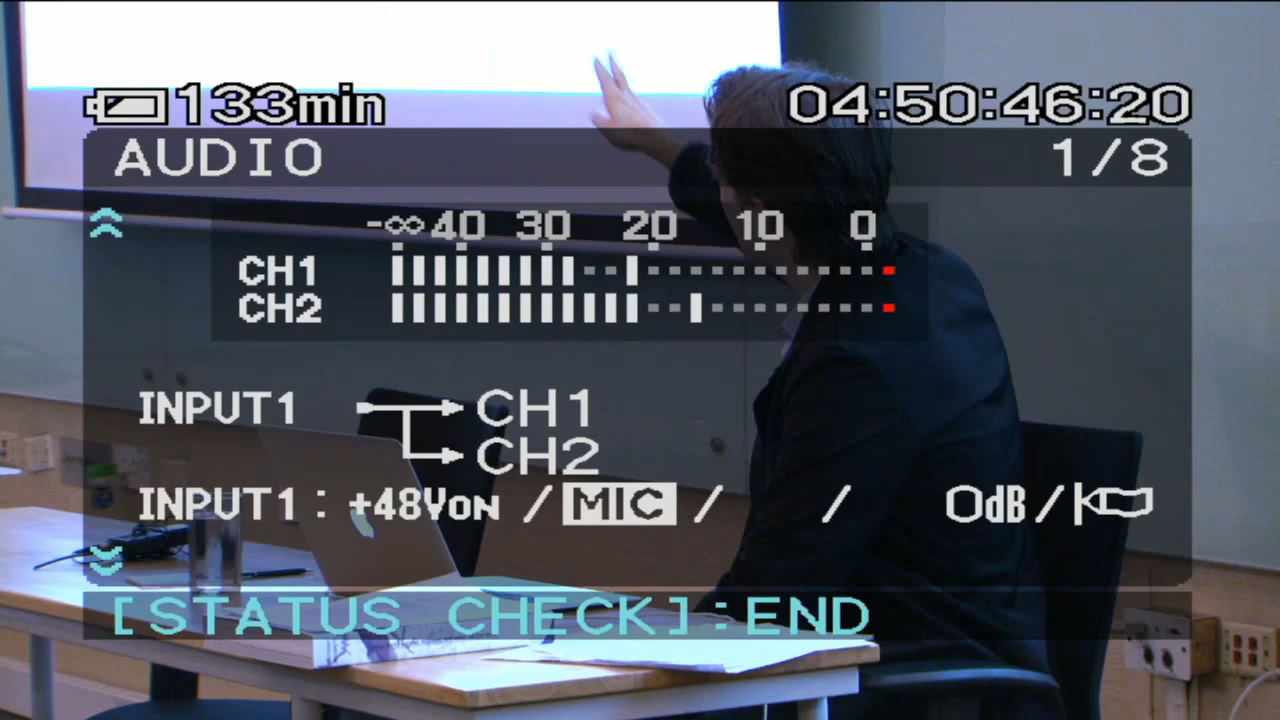 133min 04:50:46:20
AUDIO 1/8
-∞ 40 30 20 10 0
CH1
CH2
INPUT1 CH1
CH2
INPUT1: +48VON /MIC/ / 0dB/
[STATUS CHECK]:END